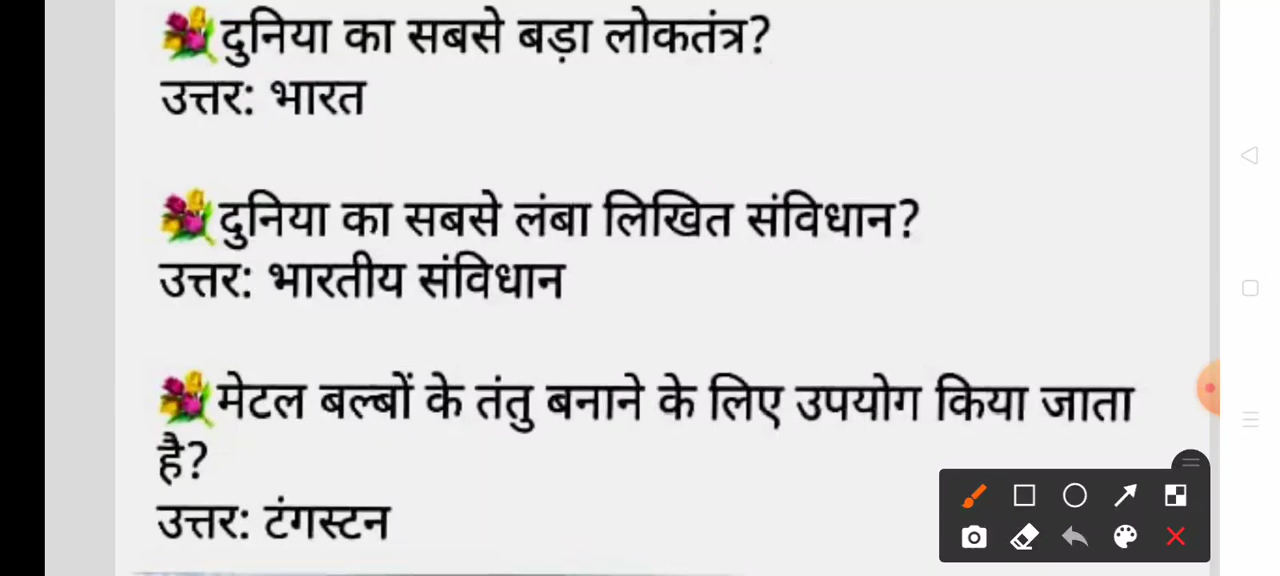 💐दुनिया का सबसे बड़ा लोकतंत्र?
उत्तर: भारत
💐दुनिया का सबसे लंबा लिखित संविधान?
उत्तर: भारतीय संविधान
💐मेटल बल्बों के तंतु बनाने के लिए उपयोग किया जाता
है?
उत्तर: टंगस्टन